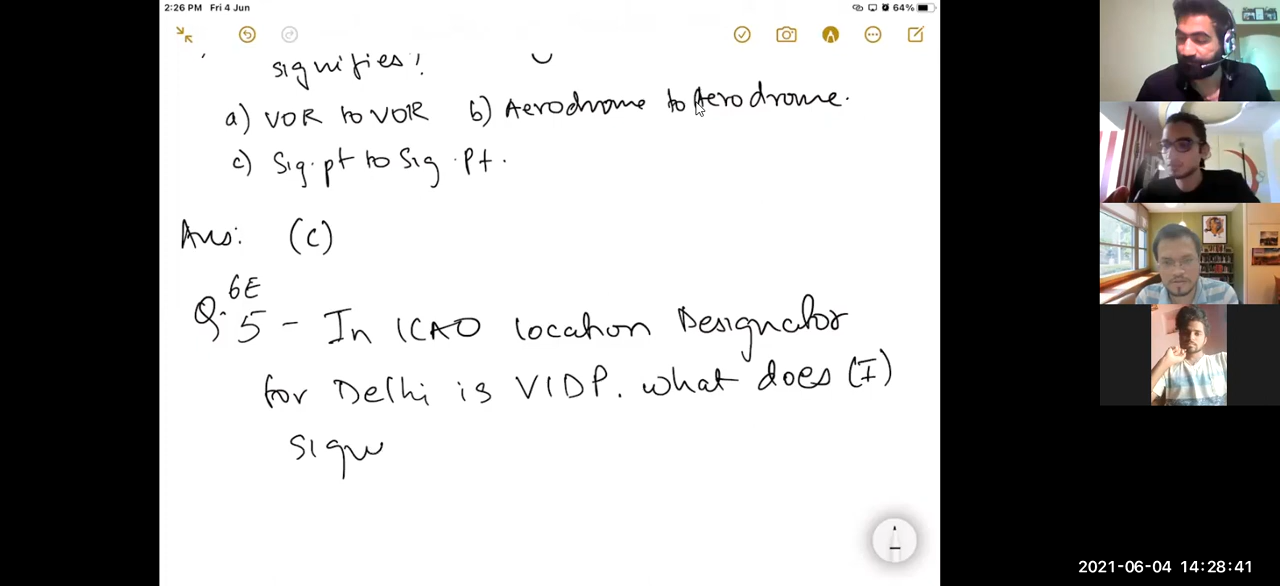 2:26 PM Fri 4 Jun
64%
signifies?
a) VOR to VOR b) Aerodrome to Aerodrome.
c) Sig. pt to Sig. Pt.
Ans: (c)
6E
Q. 5 - In ICAO location Designator
for Delhi is VIDP. what does (I)
2021-06-04 14:28:41